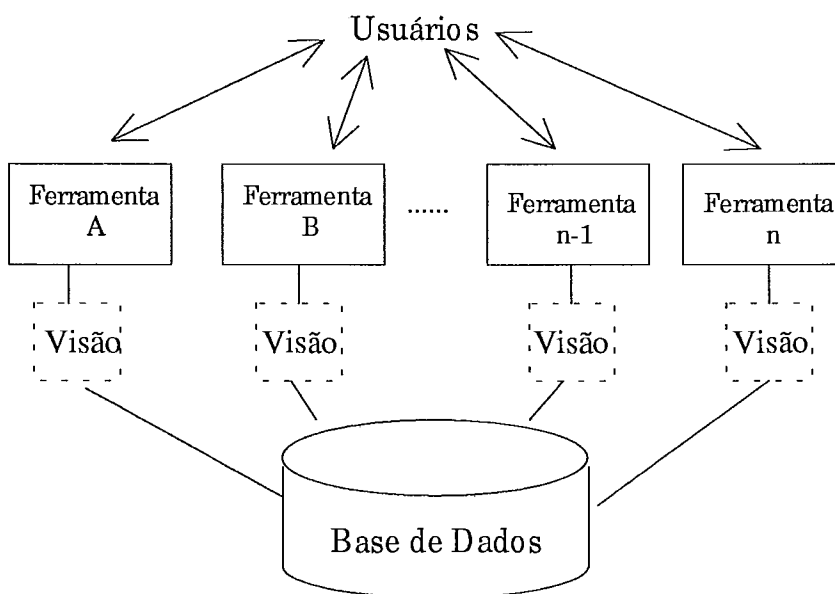 Usuários
Ferramenta
A
Ferramenta
B
......
Ferramenta
n-1
Ferramenta
n
Visão
Visão
Visão
Visão
Base de Dados